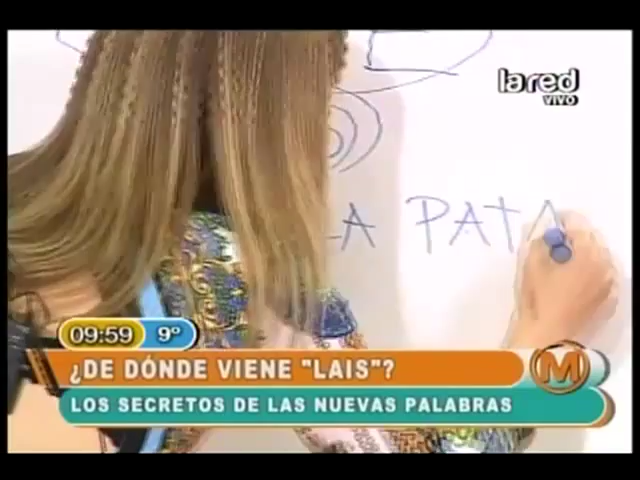 la red
vivo
LA PATA
09:59 9°
¿DE DÓNDE VIENE "LAIS"?
M
LOS SECRETOS DE LAS NUEVAS PALABRAS